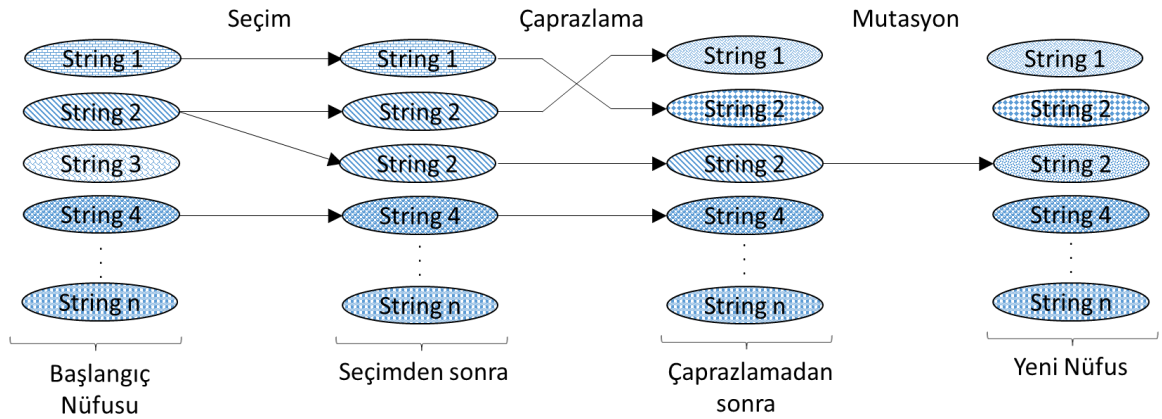 Seçim
Çaprazlama
Mutasyon
String 1
String 2
String 3
String 4
String n
Başlangıç
Nüfusu
String 1
String 2
String 2
String 4
String n
Seçimden sonra
String 1
String 2
String 2
String 4
String n
Çaprazlamadan
sonra
String 1
String 2
String 2
String 4
String n
Yeni Nüfus